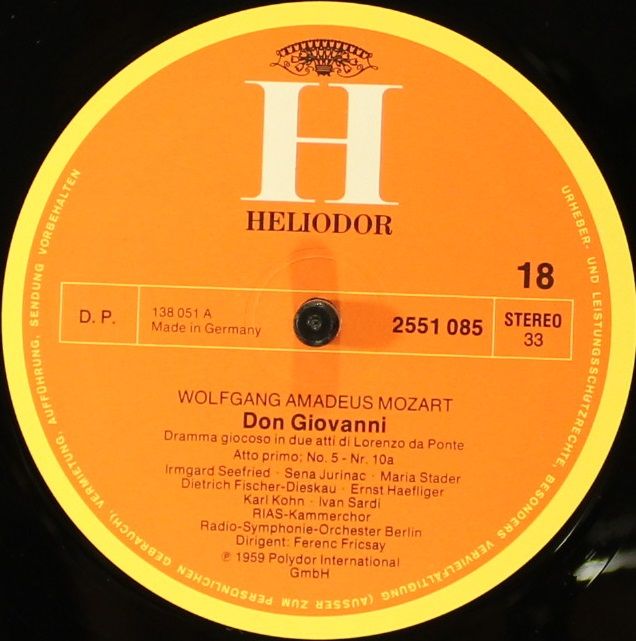 H
HELIODOR
18
D. P.
138 051 A
Made in Germany
2551 085
STEREO
33
WOLFGANG AMADEUS MOZART
Don Giovanni
Dramma giocoso in due atti di Lorenzo da Ponte
Atto primo; No. 5 - Nr. 10a
Irmgard Seefried · Sena Jurinac · Maria Stader
Dietrich Fischer-Dieskau · Ernst Haefliger
Karl Kohn · Ivan Sardi
RIAS-Kammerchor
Radio-Symphonie-Orchester Berlin
Dirigent: Ferenc Fricsay
℗ 1959 Polydor International
GmbH
URHEBER- UND LEISTUNGSSCHUTZRECHTE, BESONDERS VERVIELFÄLTIGUNG (AUSSER ZUM PERSÖNLICHEN GEBRAUCH), VERMIETUNG, AUFFÜHRUNG, SENDUNG VORBEHALTEN